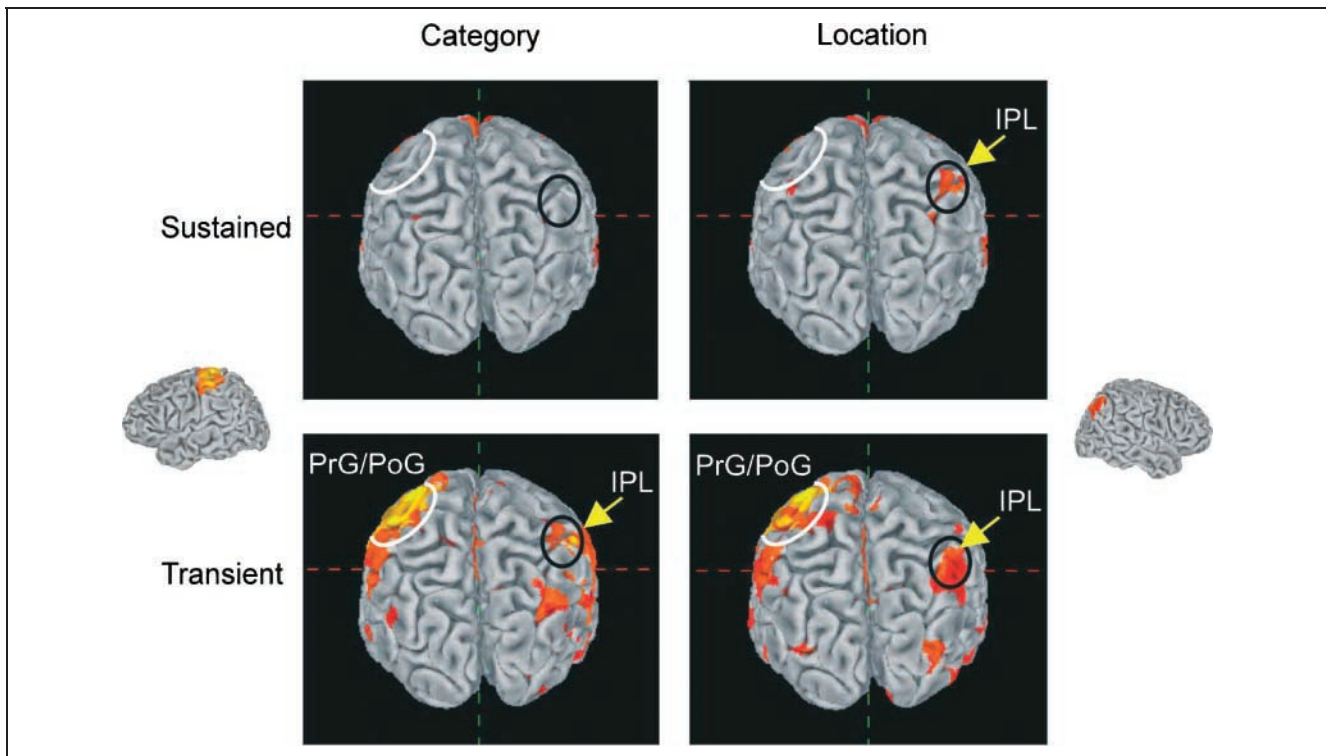 Category
Location
IPL
Sustained
PrG/PoG
IPL
PrG/PoG
IPL
Transient